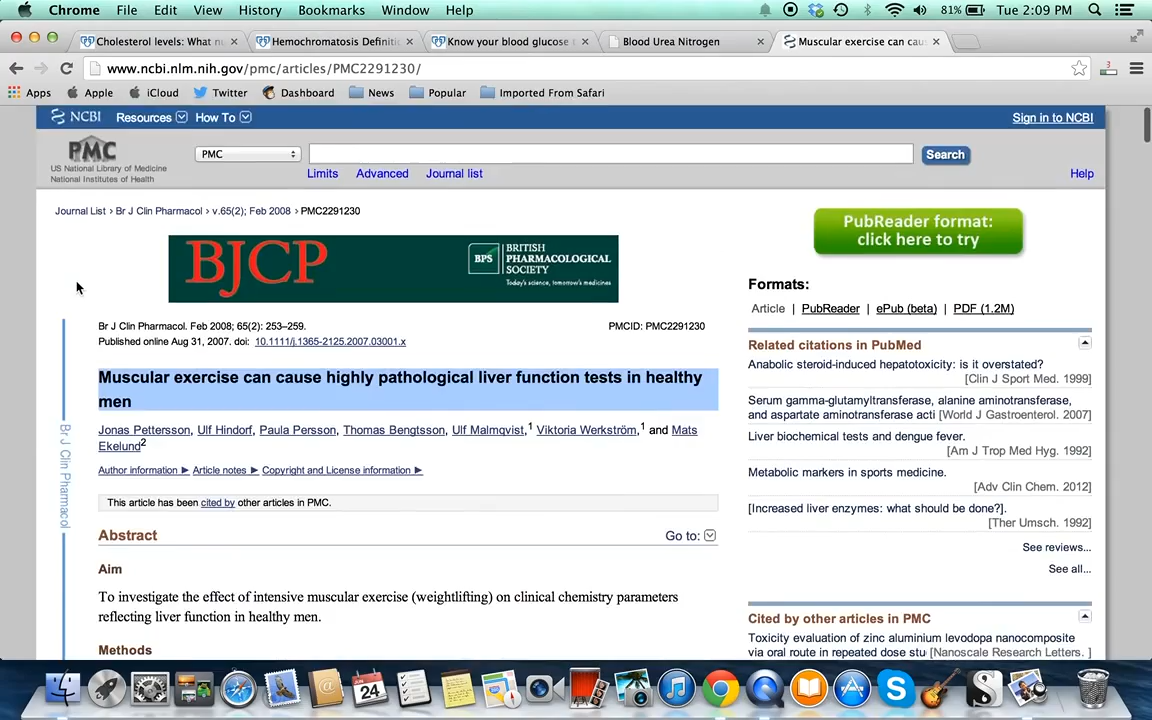 Chrome File Edit View History Bookmarks Window Help 81% Tue 2:09 PM
Cholesterol levels: What nu
Hemochromatosis Definiti
Know your blood glucose
Blood Urea Nitrogen
Muscular exercise can cau
www.ncbi.nlm.nih.gov/pmc/articles/PMC2291230/
3
Apps Apple iCloud Twitter Dashboard News Popular Imported From Safari
NCBI Resources How To Sign in to NCBI
PMC
US National Library of Medicine
National Institutes of Health
PMC
Search
Limits Advanced Journal list Help
Journal List › Br J Clin Pharmacol › v.65(2); Feb 2008 › PMC2291230
BJCP
BPS
BRITISH
PHARMACOLOGICAL
SOCIETY
Today's science, tomorrow's medicines
Br J Clin Pharmacol
Br J Clin Pharmacol. Feb 2008; 65(2): 253–259. PMCID: PMC2291230
Published online Aug 31, 2007. doi: 10.1111/j.1365-2125.2007.03001.x
Muscular exercise can cause highly pathological liver function tests in healthy
men
Jonas Pettersson, Ulf Hindorf, Paula Persson, Thomas Bengtsson, Ulf Malmqvist,1 Viktoria Werkström,1 and Mats
Ekelund2
Author information ► Article notes ► Copyright and License information ►
This article has been cited by other articles in PMC.
Abstract Go to:
Aim
To investigate the effect of intensive muscular exercise (weightlifting) on clinical chemistry parameters
reflecting liver function in healthy men.
Methods
PubReader format:
click here to try
Formats:
Article | PubReader | ePub (beta) | PDF (1.2M)
Related citations in PubMed
Anabolic steroid-induced hepatotoxicity: is it overstated?
[Clin J Sport Med. 1999]
Serum gamma-glutamyltransferase, alanine aminotransferase,
and aspartate aminotransferase acti [World J Gastroenterol. 2007]
Liver biochemical tests and dengue fever.
[Am J Trop Med Hyg. 1992]
Metabolic markers in sports medicine.
[Adv Clin Chem. 2012]
[Increased liver enzymes: what should be done?].
[Ther Umsch. 1992]
See reviews...
See all...
Cited by other articles in PMC
Toxicity evaluation of zinc aluminium levodopa nanocomposite
via oral route in repeated dose stu [Nanoscale Research Letters. ]
24